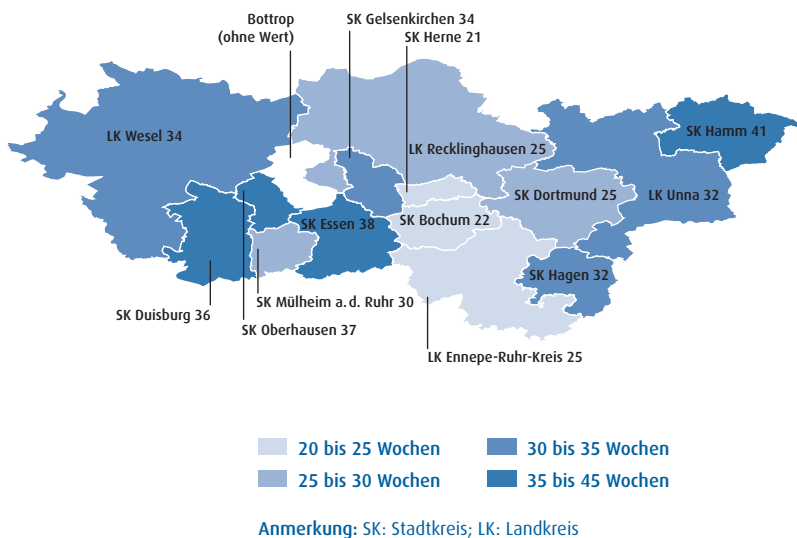 Bottrop
(ohne Wert)
SK Gelsenkirchen 34
SK Herne 21
LK Wesel 34
SK Hamm 41
LK Recklinghausen 25
SK Dortmund 25
LK Unna 32
SK Essen 38
SK Bochum 22
SK Hagen 32
SK Duisburg 36
SK Mülheim a.d. Ruhr 30
SK Oberhausen 37
LK Ennepe-Ruhr-Kreis 25
20 bis 25 Wochen
30 bis 35 Wochen
25 bis 30 Wochen
35 bis 45 Wochen
Anmerkung: SK: Stadtkreis; LK: Landkreis